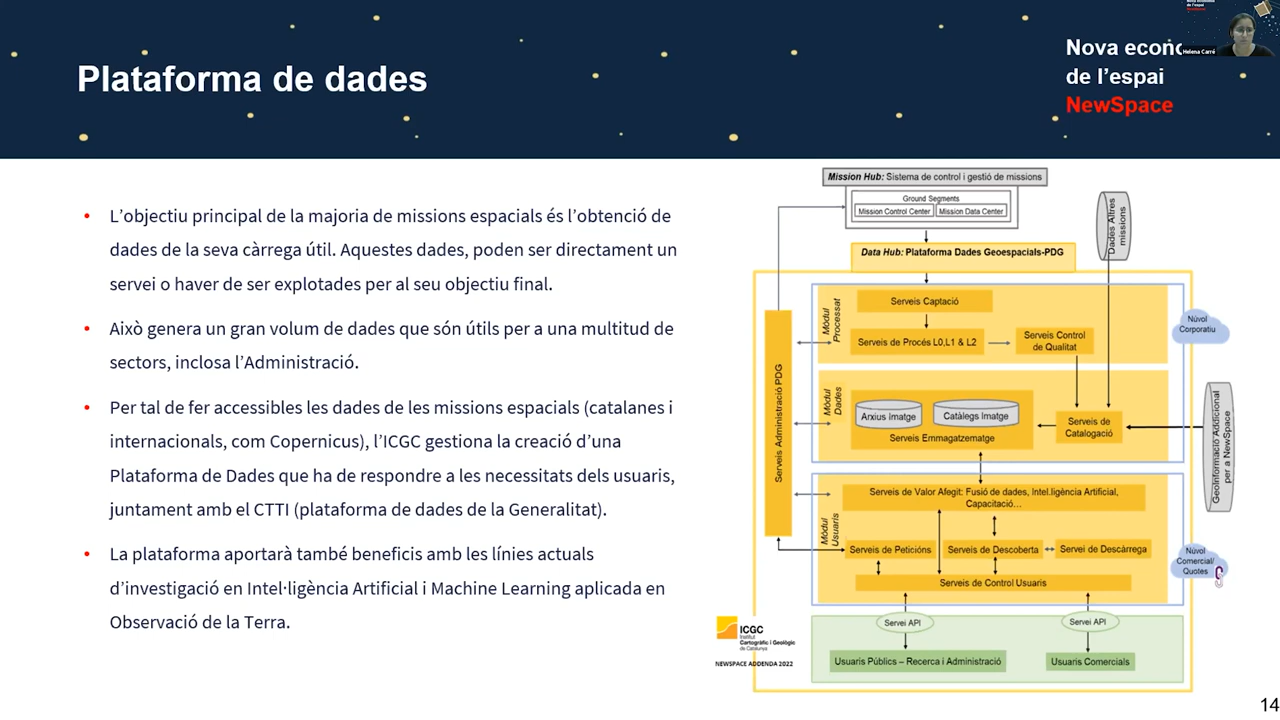 Plataforma de dades
Nova econo
de l’espai
NewSpace
Helena Carré
• L’objectiu principal de la majoria de missions espacials és l’obtenció de
dades de la seva càrrega útil. Aquestes dades, poden ser directament un
servei o haver de ser explotades per al seu objectiu final.
• Això genera un gran volum de dades que són útils per a una multitud de
sectors, inclosa l’Administració.
• Per tal de fer accessibles les dades de les missions espacials (catalanes i
internacionals, com Copernicus), l’ICGC gestiona la creació d’una
Plataforma de Dades que ha de respondre a les necessitats dels usuaris,
juntament amb el CTTI (plataforma de dades de la Generalitat).
• La plataforma aportarà també beneficis amb les línies actuals
d’investigació en Intel·ligència Artificial i Machine Learning aplicada en
Observació de la Terra.
Mission Hub: Sistema de control i gestió de missions
Ground Segments
Mission Control Center
Mission Data Center
Dades Altres
missions
Data Hub: Plataforma Dades Geoespacials-PDG
Serveis Administració PDG
Mòdul
Processat
Serveis Captació
Serveis de Procés L0,L1 & L2
Serveis Control
de Qualitat
Núvol
Corporatiu
Mòdul
Dades
Arxius Imatge
Catàlegs Imatge
Serveis Emmagatzematge
Serveis de
Catalogació
GeoInformació Addicional
per a NewSpace
Mòdul
Usuaris
Serveis de Valor Afegit: Fusió de dades, Intel.ligència Artificial,
Capacitació…
Serveis de Peticións
Serveis de Descoberta
Servei de Descàrrega
Serveis de Control Usuaris
Núvol
Comercial/
Quotes
Servei API
Servei API
Usuaris Públics – Recerca i Administració
Usuaris Comercials
ICGC
Institut
Cartogràfic i Geològic
de Catalunya
NEWSPACE ADDENDA 2022
14